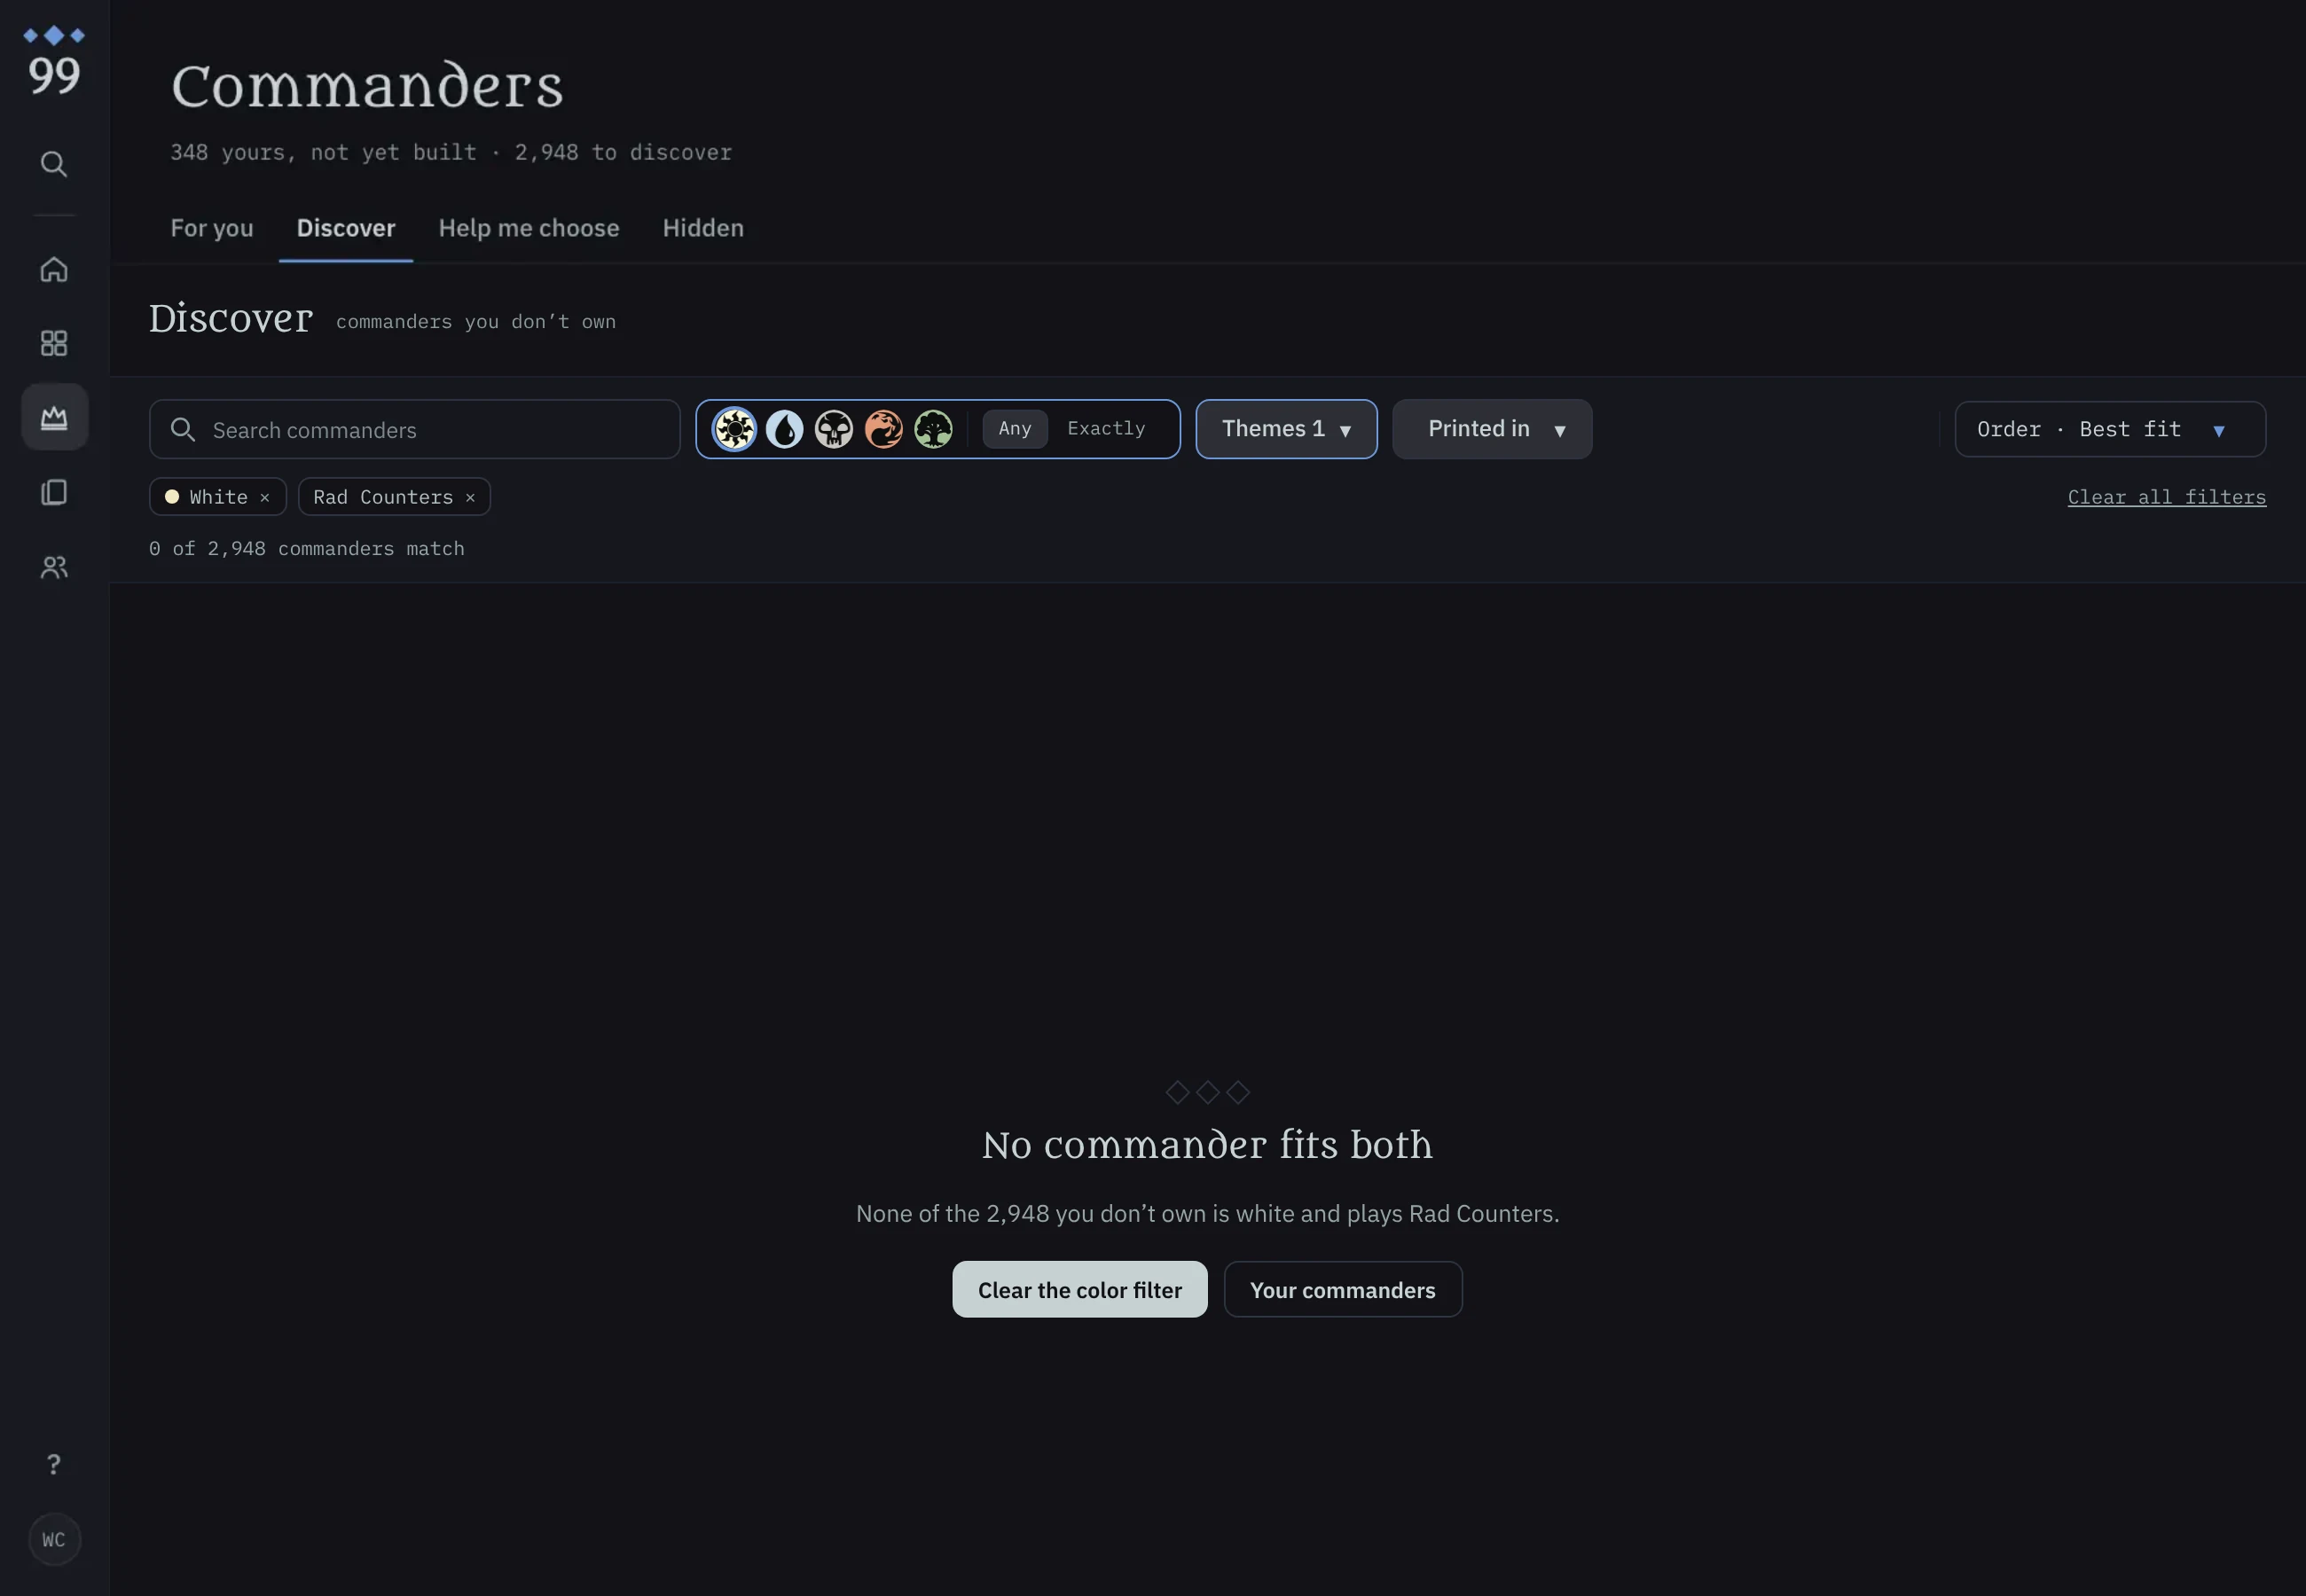 99
Commanders
348 yours, not yet built · 2,948 to discover
For you Discover Help me choose Hidden
Discover commanders you don’t own
Search commanders Any Exactly Themes 1 ▾ Printed in ▾ Order · Best fit ▾
White × Rad Counters × Clear all filters
0 of 2,948 commanders match
No commander fits both
None of the 2,948 you don’t own is white and plays Rad Counters.
Clear the color filter Your commanders
?
WC